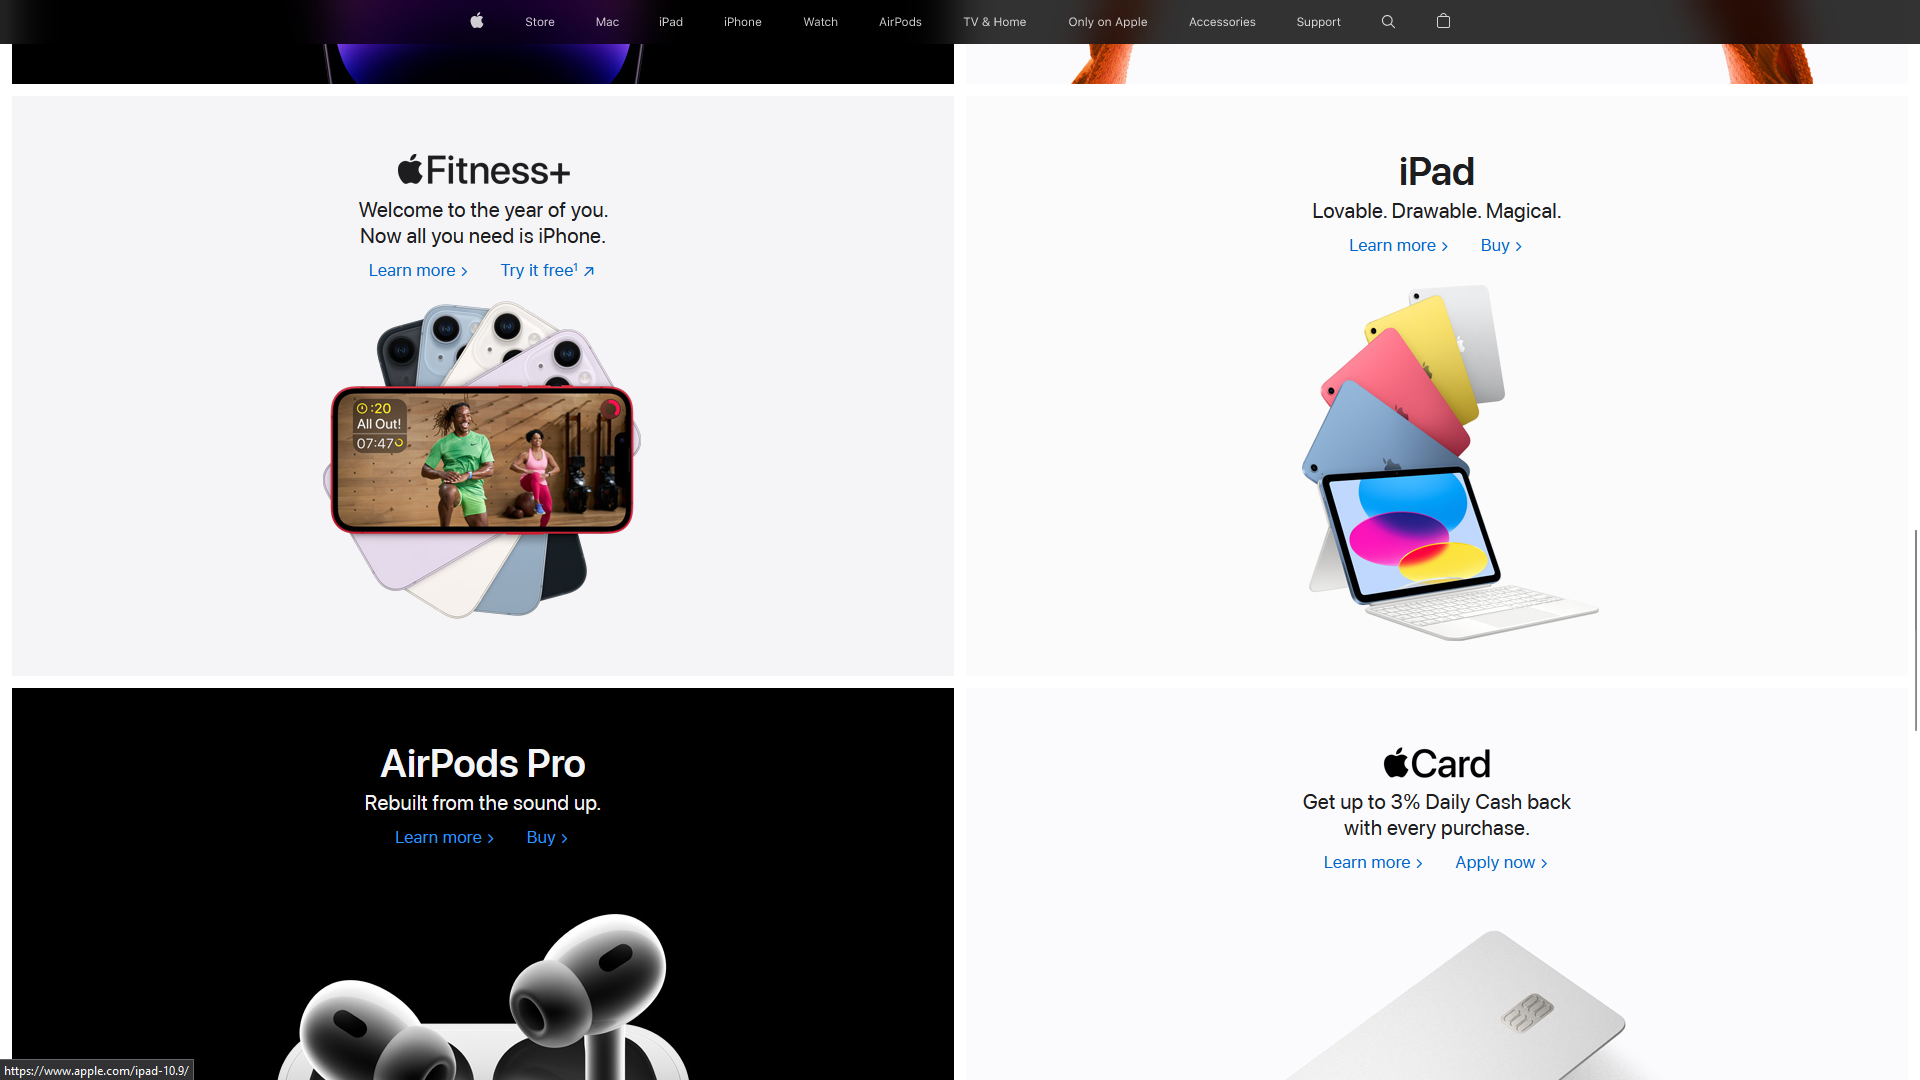 Store Mac iPad iPhone Watch AirPods TV & Home Only on Apple Accessories Support
Fitness+
Welcome to the year of you.
Now all you need is iPhone.
Learn more > Try it free¹ ↗
:20
All Out!
07:47
iPad
Lovable. Drawable. Magical.
Learn more > Buy >
AirPods Pro
Rebuilt from the sound up.
Learn more > Buy >
Card
Get up to 3% Daily Cash back
with every purchase.
Learn more > Apply now >
https://www.apple.com/ipad-10.9/